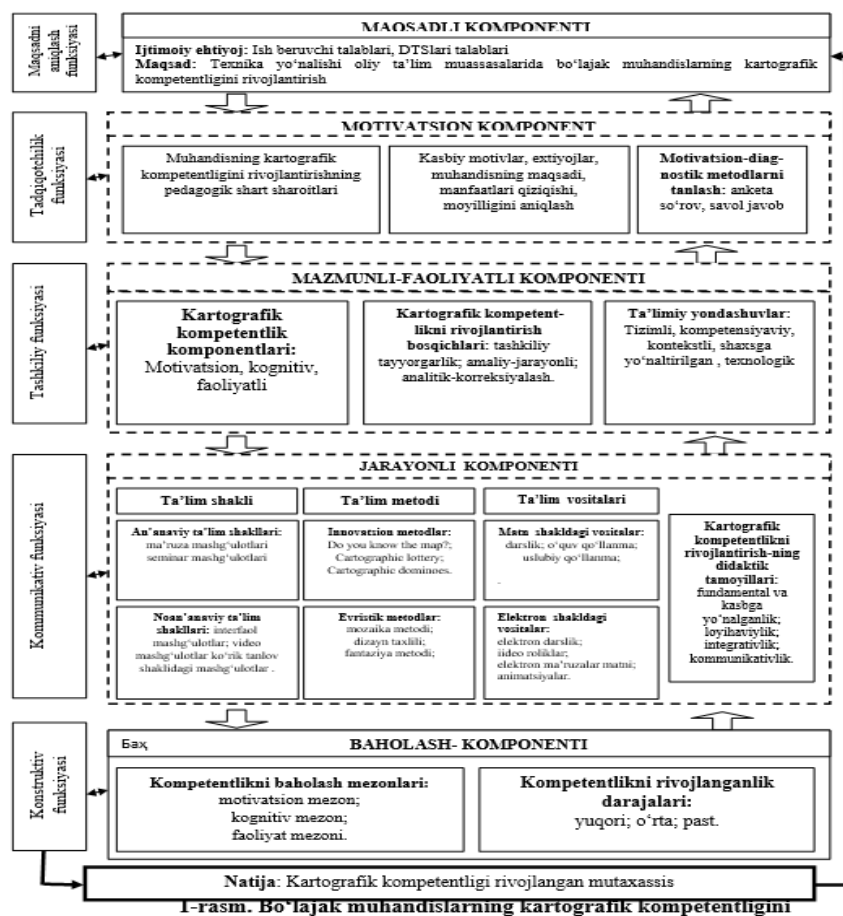 Maqsadni
aniqlash
funksiyasi
MAQSADLI KOMPONENTI
Ijtimoiy ehtiyoj: Ish beruvchi talablari, DTSlari talablari
Maqsad: Texnika yo‘nalishi oliy ta’lim muassasalarida bo‘lajak muhandislarning kartografik
kompetentligini rivojlantirish
Tadqiqotchilik
funksiyasi
MOTIVATSION KOMPONENT
Muhandisning kartografik
kompetentligini rivojlantirishning
pedagogik shart sharoitlari
Kasbiy motivlar, extiyojlar,
muhandisning maqsadi,
manfaatlari qiziqishi,
moyilligini aniqlash
Motivatsion-diag-
nostik metodlarni
tanlash: anketa
so‘rov, savol javob
Tashkiliy funksiyasi
MAZMUNLI-FAOLIYATLI KOMPONENTI
Kartografik
kompetentlik
komponentlari:
Motivatsion, kognitiv,
faoliyatli
Kartografik kompetent-
likni rivojlantirish
bosqichlari: tashkiliy
tayyorgarlik; amaliy-jarayonli;
analitik-korreksiyalash.
Ta’limiy yondashuvlar:
Tizimli, kompetensiyaviy,
kontekstli, shaxsga
yo‘naltirilgan , texnologik
Kommunikativ funksiyasi
JARAYONLI KOMPONENTI
Ta’lim shakli
Ta’lim metodi
Ta’lim vositalari
An’anaviy ta’lim shakllari:
ma’ruza mashg‘ulotlari
seminar mashg‘ulotlari
Innovatsion metodlar:
Do you know the map?;
Cartographic lottery;
Cartographic dominoes.
Matn shakldagi vositalar:
darslik; o‘quv qo‘llanma;
uslubiy qo‘llanma;
.
Noan’anaviy ta’lim
shakllari: interfaol
mashg‘ulotlar; video
mashg‘ulotlar ko‘rik tanlov
shaklidagi mashg‘ulotlar .
Evristik metodlar:
mozaika metodi;
dizayn taxlili;
fantaziya metodi;
Elektron shakldagi
vositalar:
elektron darslik;
iideo roliklar;
elektron ma’ruzalar matni;
animatsiyalar.
Kartografik
kompetentlikni
rivojlantirish-ning
didaktik
tamoyillari:
fundamental va
kasbga
yo‘nalganlik;
loyihaviylik;
integrativlik;
kommunikativlik.
Konstruktiv
funksiyasi
Баҳ
BAHOLASH- KOMPONENTI
Kompetentlikni baholash mezonlari:
motivatsion mezon;
kognitiv mezon;
faoliyat mezoni.
Kompetentlikni rivojlanganlik
darajalari:
yuqori; o‘rta; past.
Natija: Kartografik kompetentligi rivojlangan mutaxassis
1-rasm. Bo‘lajak muhandislarning kartografik kompetentligini